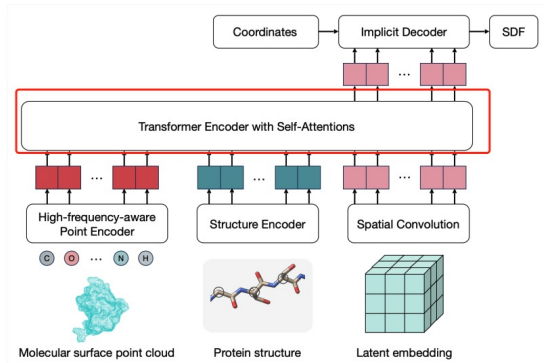 Coordinates
Implicit Decoder
SDF
...
Transformer Encoder with Self-Attentions
...
...
...
High-frequency-aware
Point Encoder
Structure Encoder
Spatial Convolution
C O ... N H
Molecular surface point cloud
Protein structure
Latent embedding